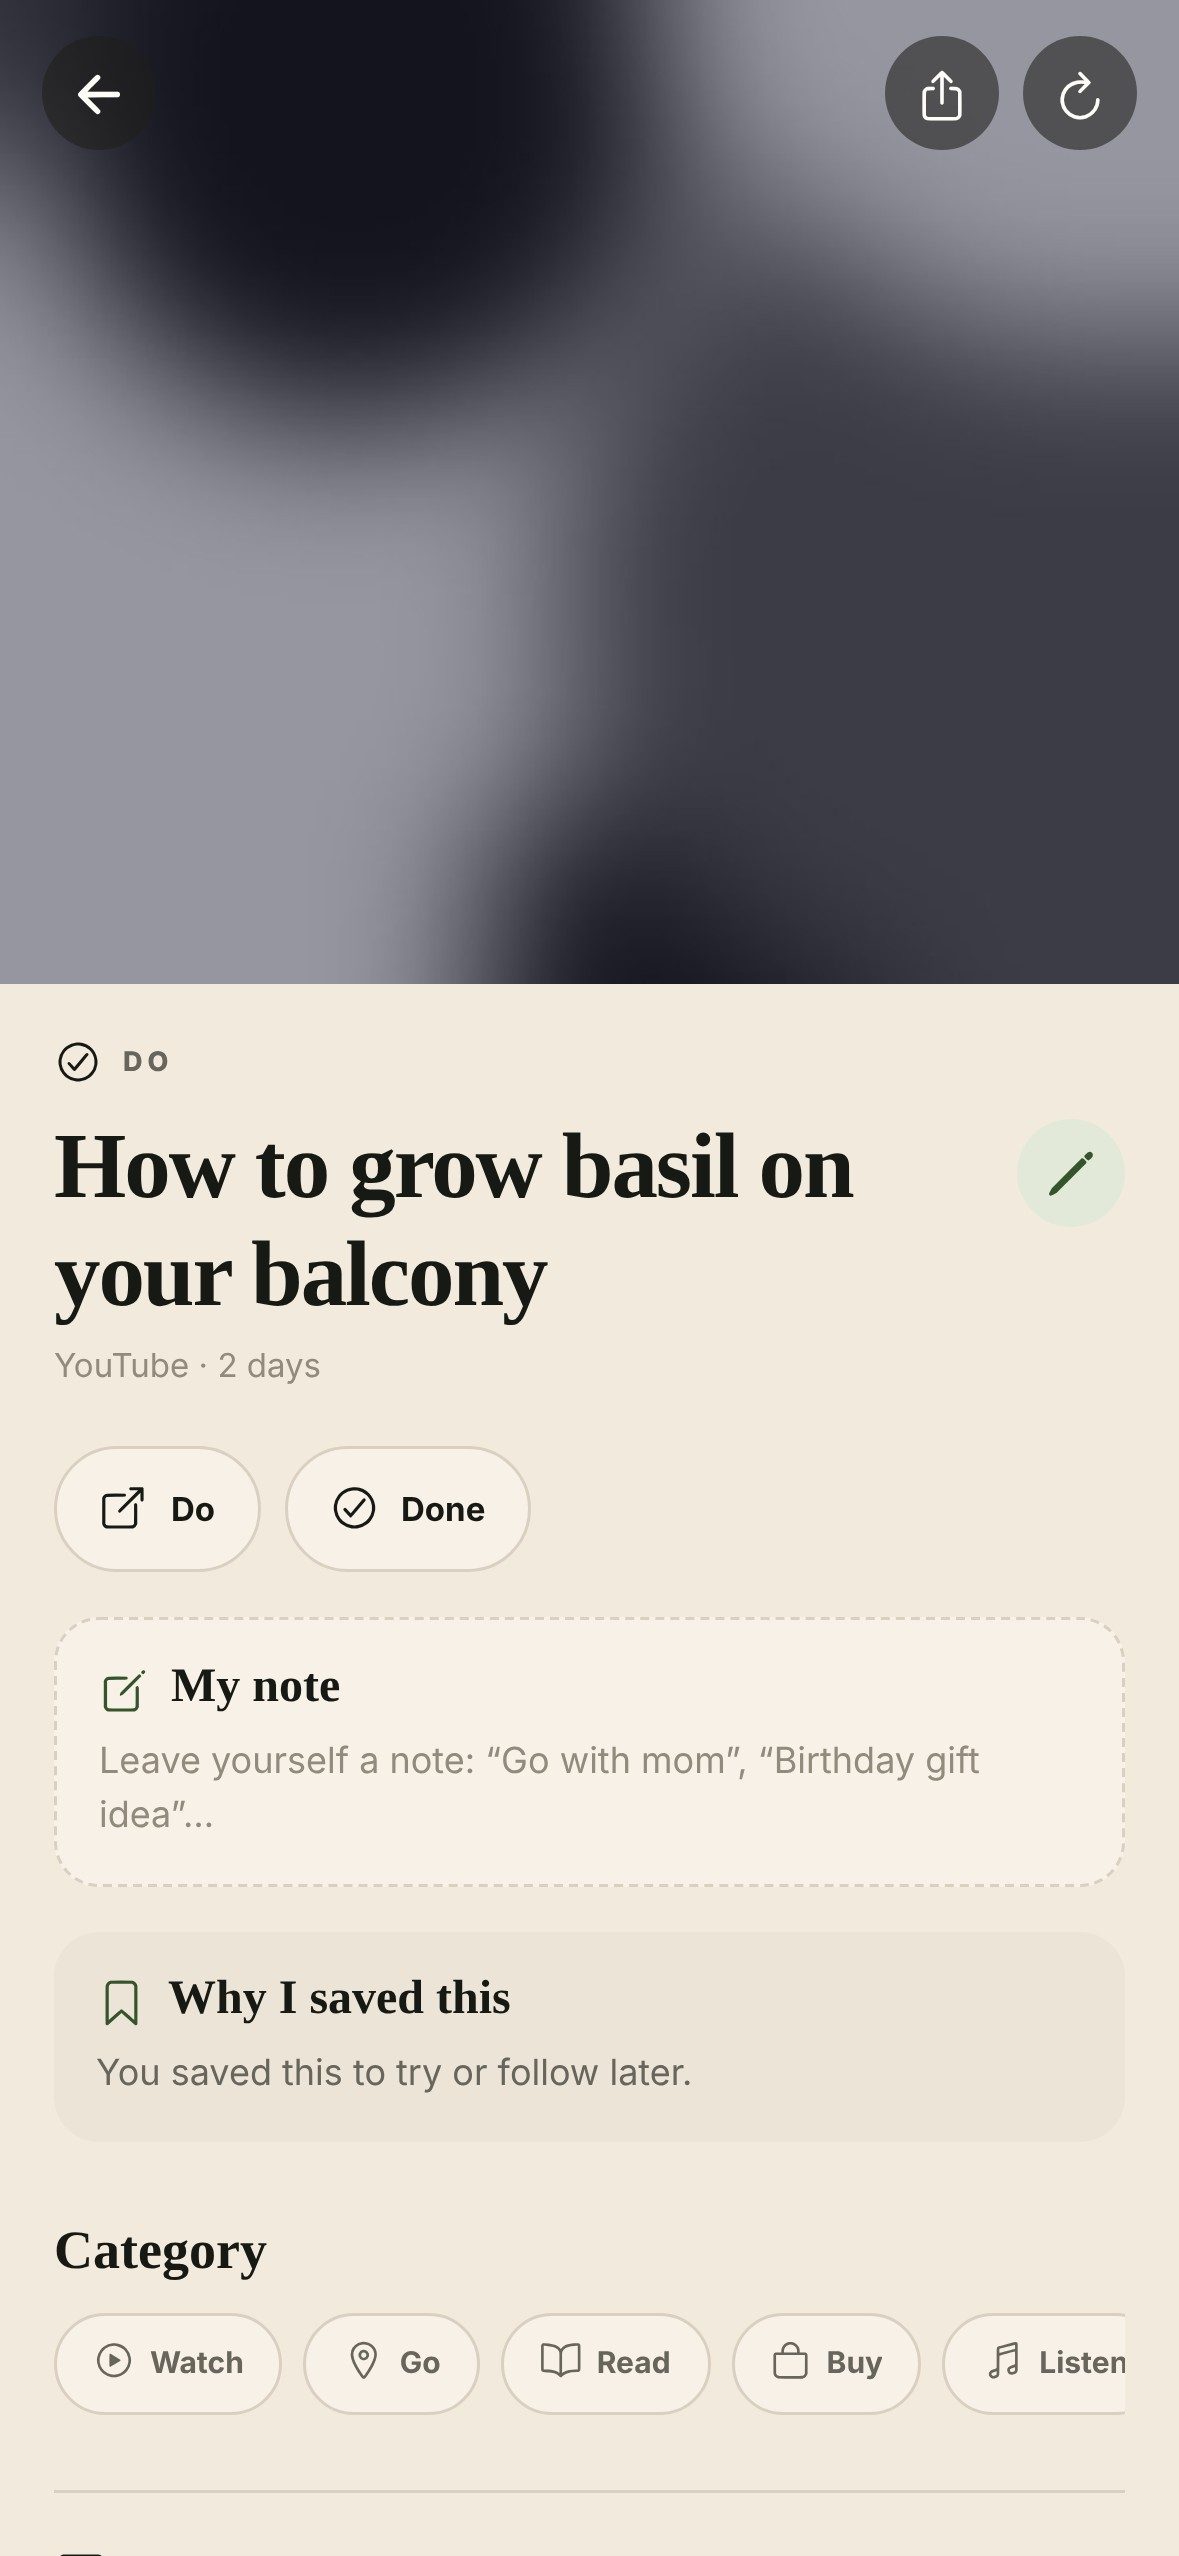 DO
How to grow basil on
your balcony
YouTube · 2 days
Do
Done
My note
Leave yourself a note: “Go with mom”, “Birthday gift
idea”...
Why I saved this
You saved this to try or follow later.
Category
Watch
Go
Read
Buy
Listen